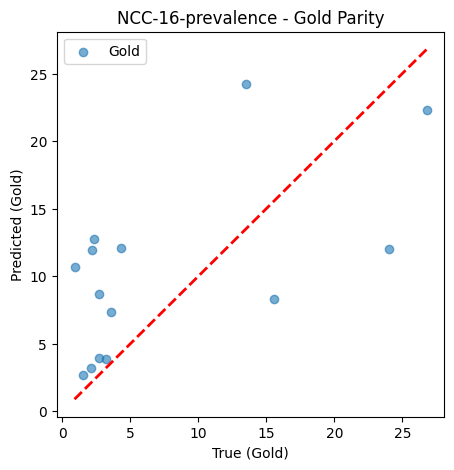 NCC-16-prevalence - Gold Parity
Gold
25
20
15
10
5
0
Predicted (Gold)
0 5 10 15 20 25
True (Gold)